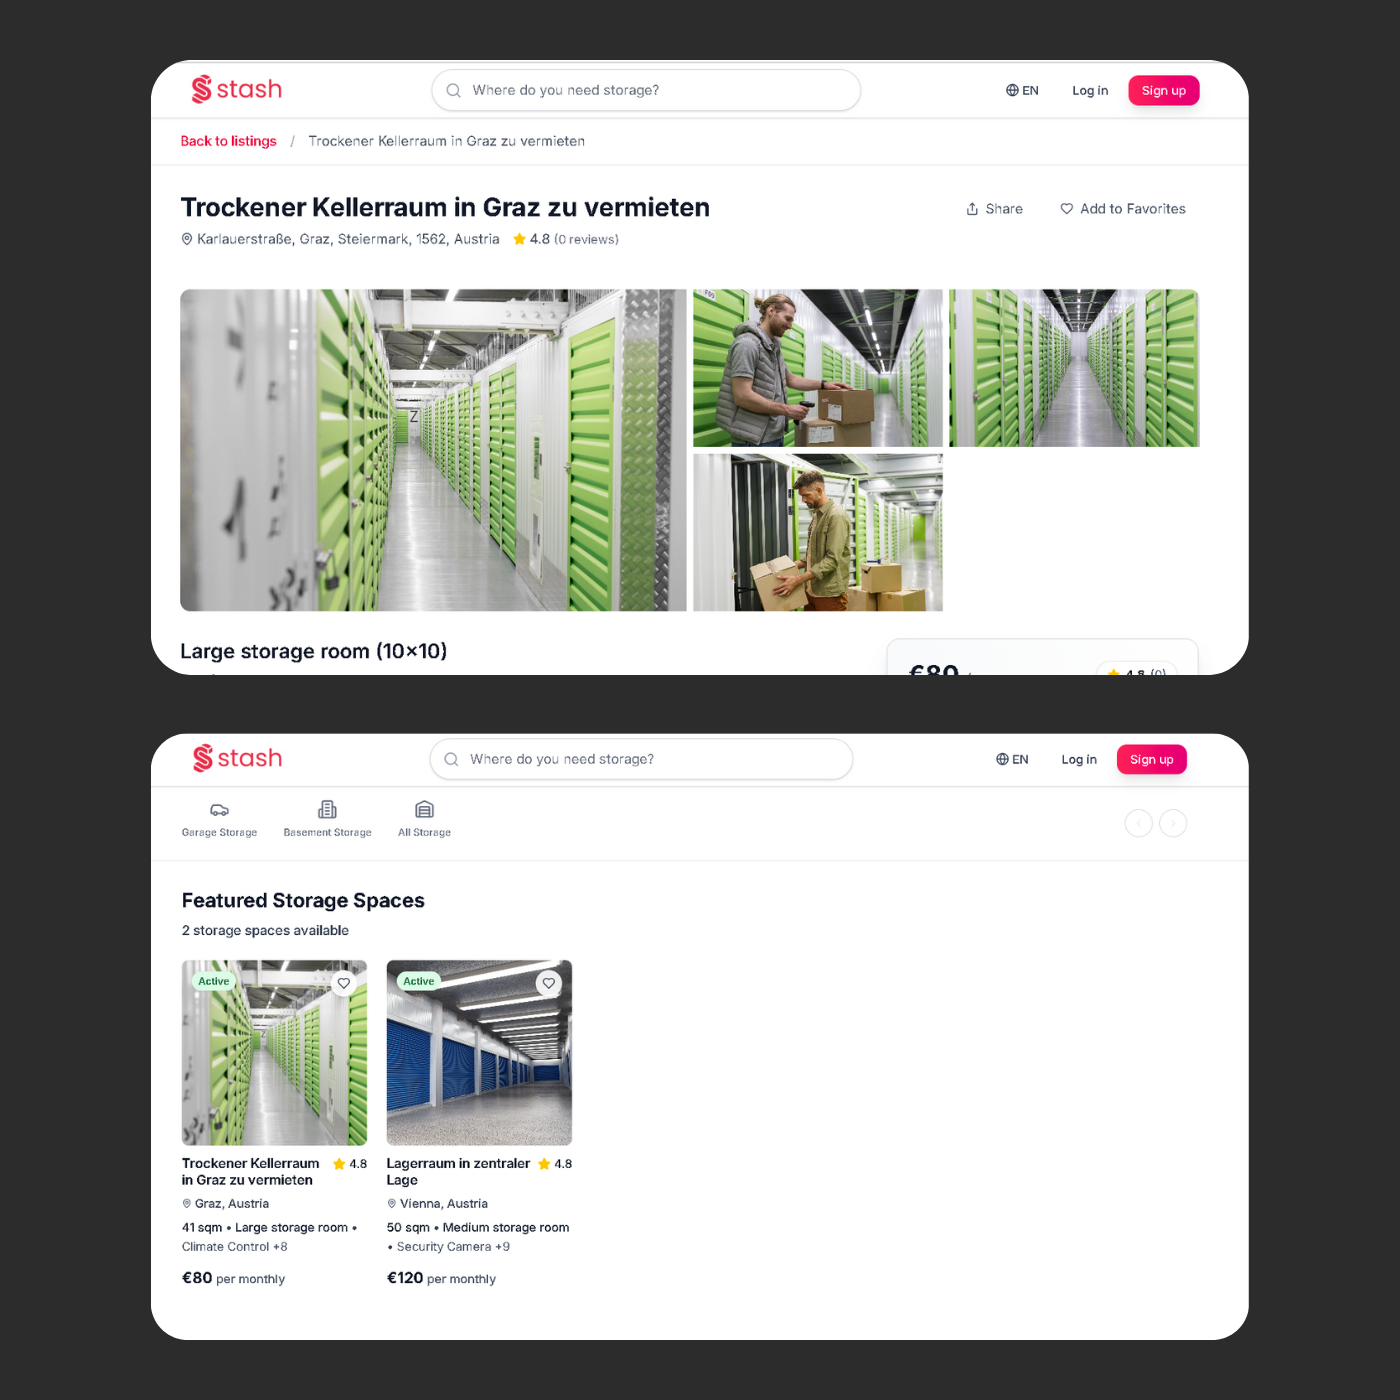 stash
Where do you need storage?
EN
Log in
Sign up
Back to listings / Trockener Kellerraum in Graz zu vermieten
Trockener Kellerraum in Graz zu vermieten
Share
Add to Favorites
Karlauerstraße, Graz, Steiermark, 1562, Austria
4.8 (0 reviews)
Z
Large storage room (10×10)
€80
4.8 (0)
stash
Where do you need storage?
EN
Log in
Sign up
Garage Storage
Basement Storage
All Storage
Featured Storage Spaces
2 storage spaces available
Active
Trockener Kellerraum
in Graz zu vermieten
4.8
Graz, Austria
41 sqm • Large storage room •
Climate Control +8
€80 per monthly
Active
Lagerraum in zentraler
Lage
4.8
Vienna, Austria
50 sqm • Medium storage room
• Security Camera +9
€120 per monthly